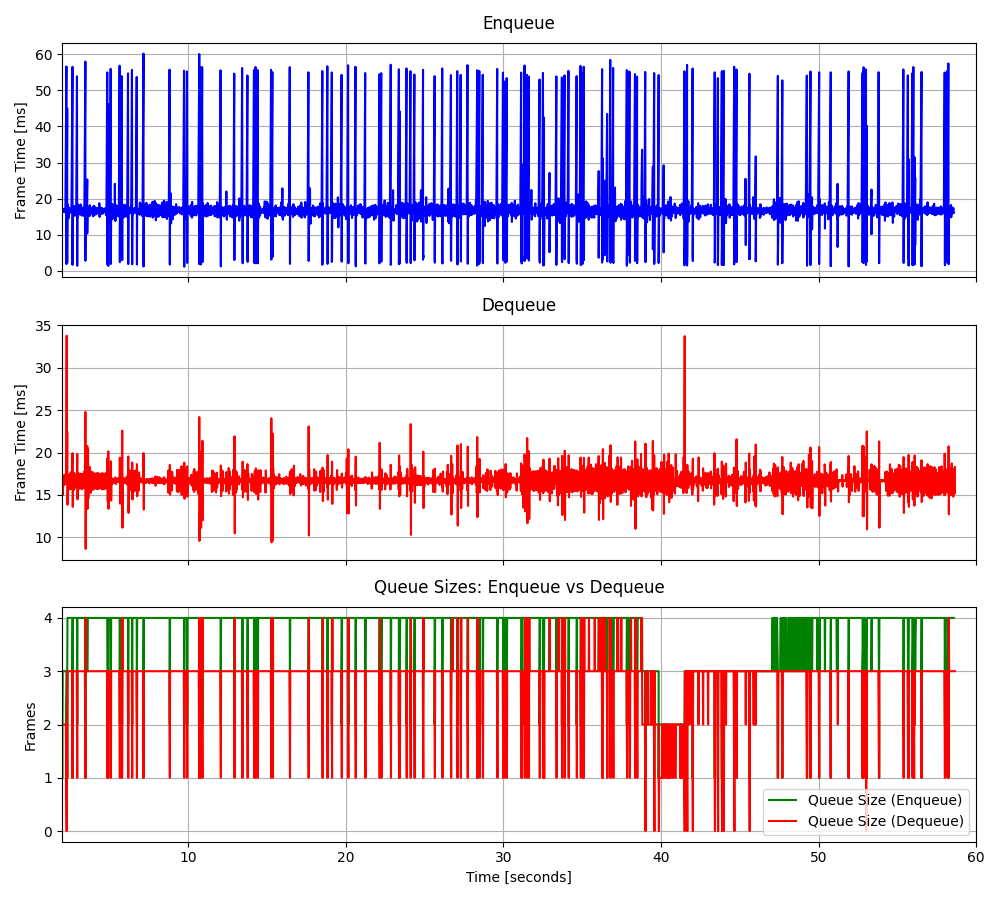 Enqueue
Frame Time [ms]
60
50
40
30
20
10
0
Dequeue
Frame Time [ms]
35
30
25
20
15
10
Queue Sizes: Enqueue vs Dequeue
Frames
4
3
2
1
0
Queue Size (Enqueue)
Queue Size (Dequeue)
10
20
30
40
50
60
Time [seconds]